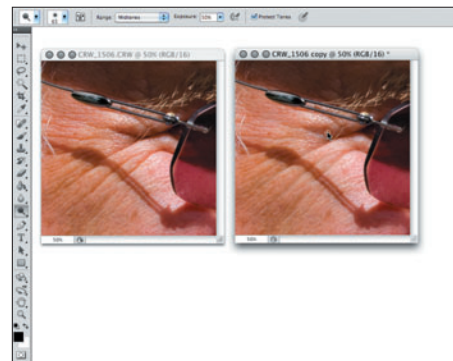 Range: Midtones Exposure: 50% Protect Tones
CRW_1506.CRW @ 50% (RGB/16)
CRW_1506 copy @ 50% (RGB/16) *
50%
50%